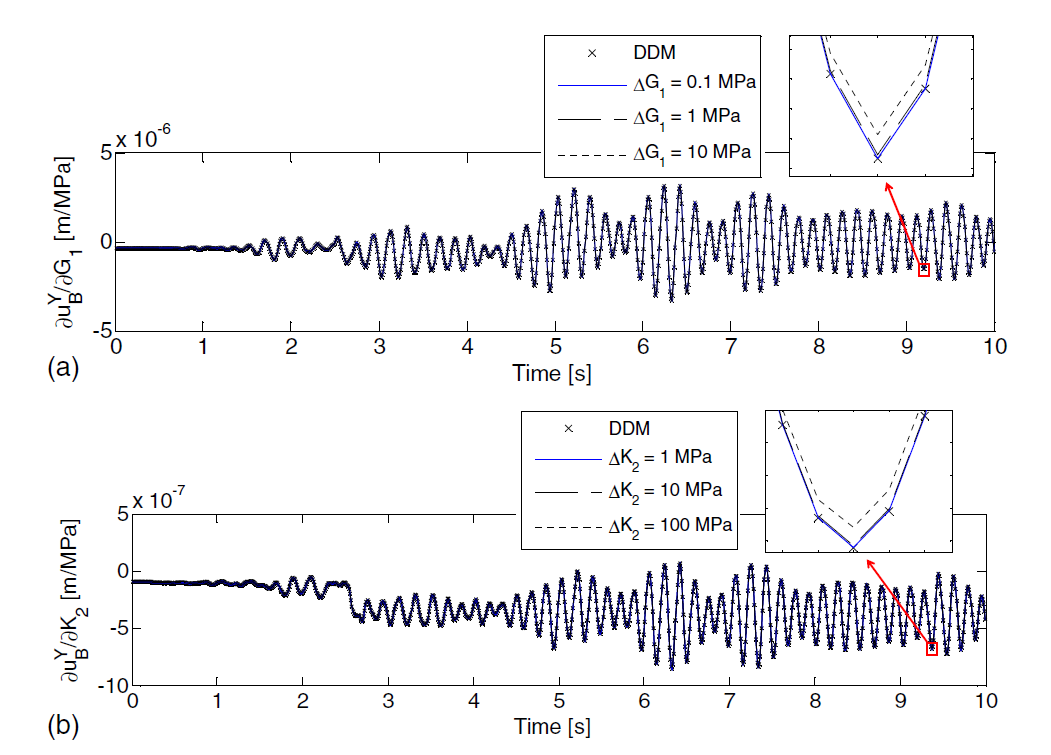 DDM
ΔG1 = 0.1 MPa
ΔG1 = 1 MPa
ΔG1 = 10 MPa
x 10^-6
5
0
-5
∂u_B^Y/∂G1 [m/MPa]
0 1 2 3 4 5 6 7 8 9 10
Time [s]
(a)
DDM
ΔK2 = 1 MPa
ΔK2 = 10 MPa
ΔK2 = 100 MPa
x 10^-7
5
0
-5
-10
∂u_B^Y/∂K2 [m/MPa]
0 1 2 3 4 5 6 7 8 9 10
Time [s]
(b)